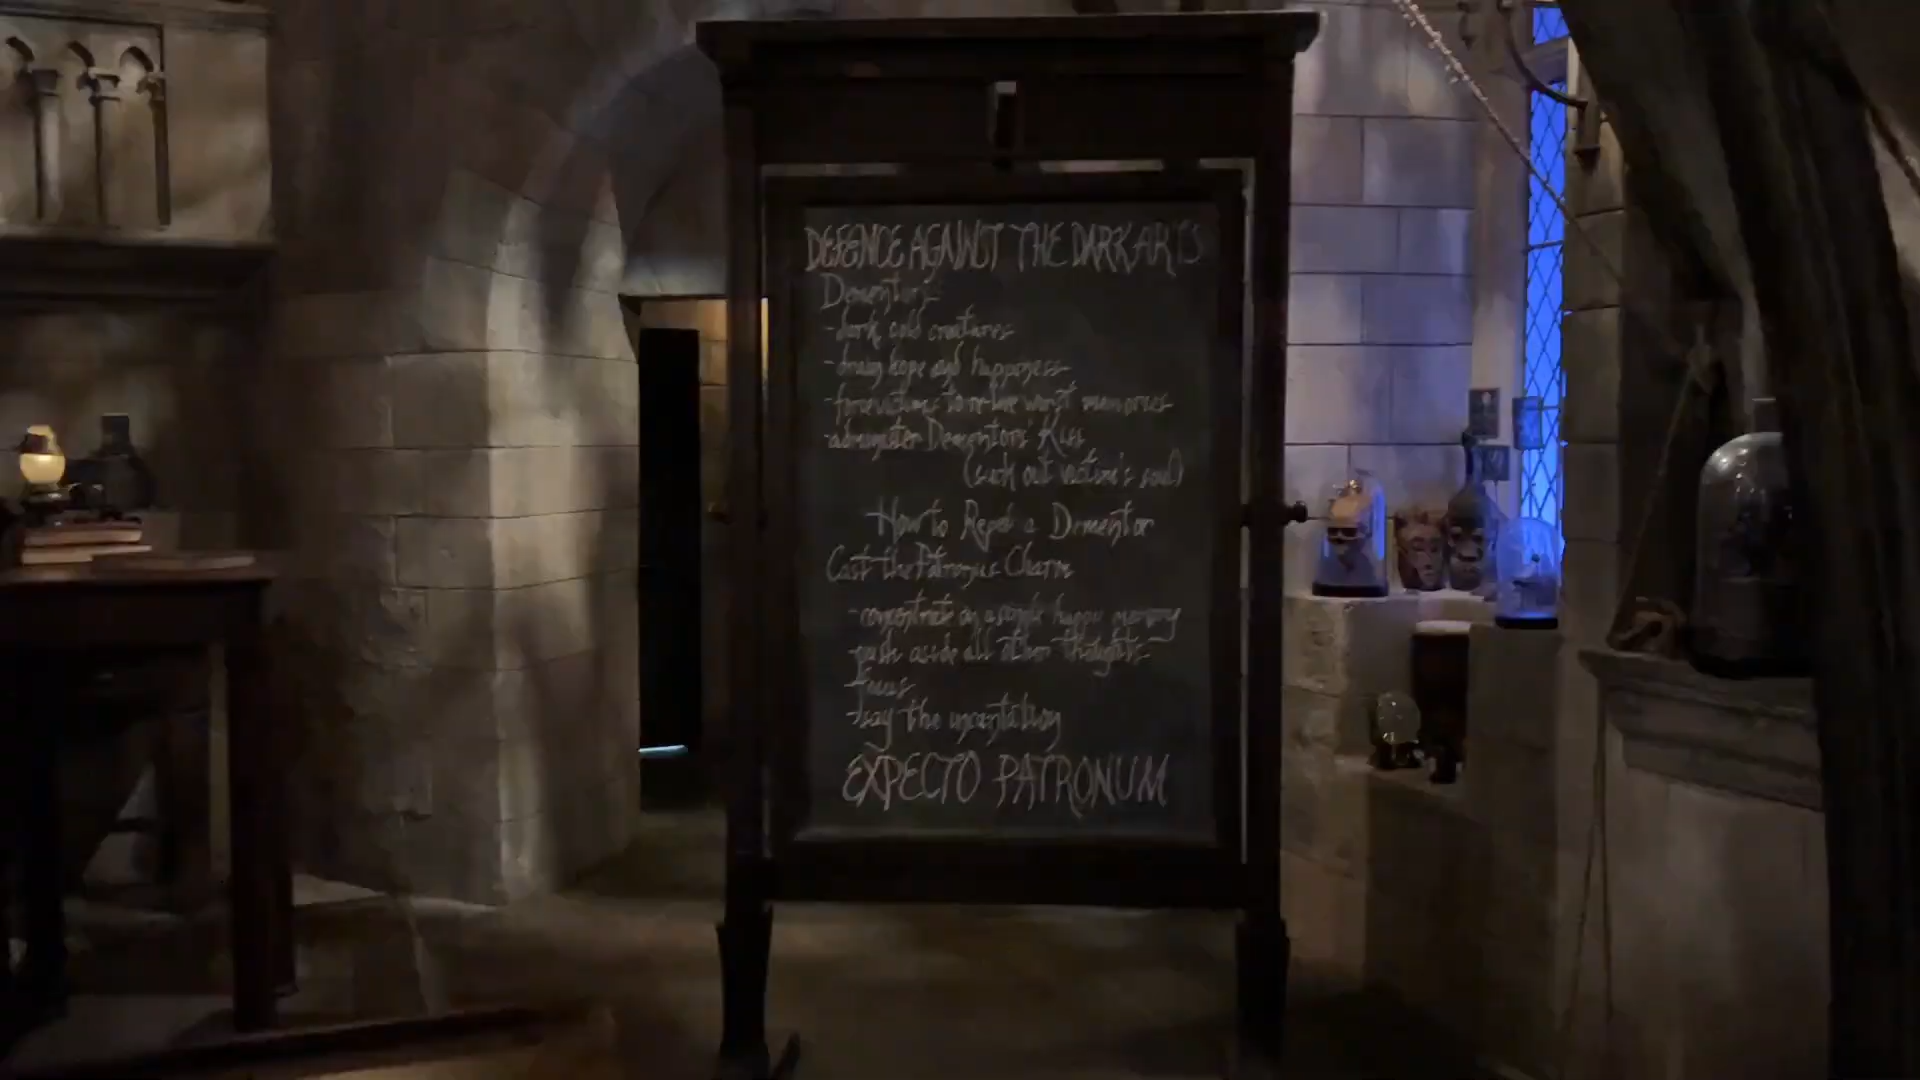 DEFENCE AGAINST THE DARK ARTS
Dementors
-dark, cold creatures
-drain hope and happiness
-force victims to re-live worst memories
-administer Dementors' Kiss
(suck out victim's soul)
How to Repel a Dementor
Cast the Patronus Charm
-concentrate on a single happy memory
-push aside all other thoughts
-Focus
-say the incantation
EXPECTO PATRONUM